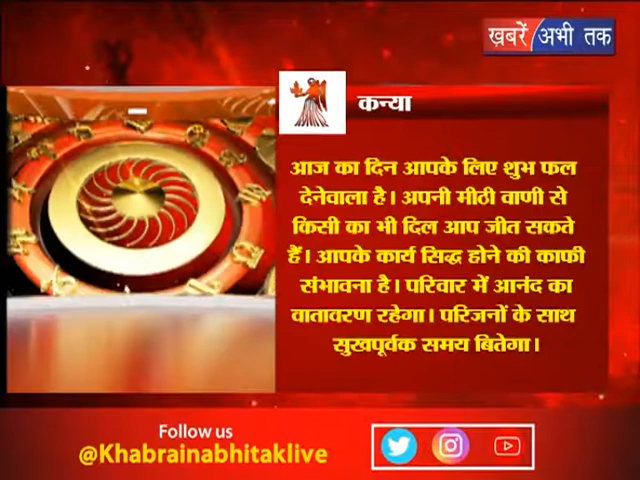 ख़बरें अभी तक
कन्या
आज का दिन आपके लिए शुभ फल
देनेवाला है। अपनी मीठी वाणी से
किसी का भी दिल आप जीत सकते
हैं। आपके कार्य सिद्ध होने की काफी
संभावना है। परिवार में आनंद का
वातावरण रहेगा। परिजनों के साथ
सुखपूर्वक समय बितेगा।
Follow us
@Khabrainabhitaklive